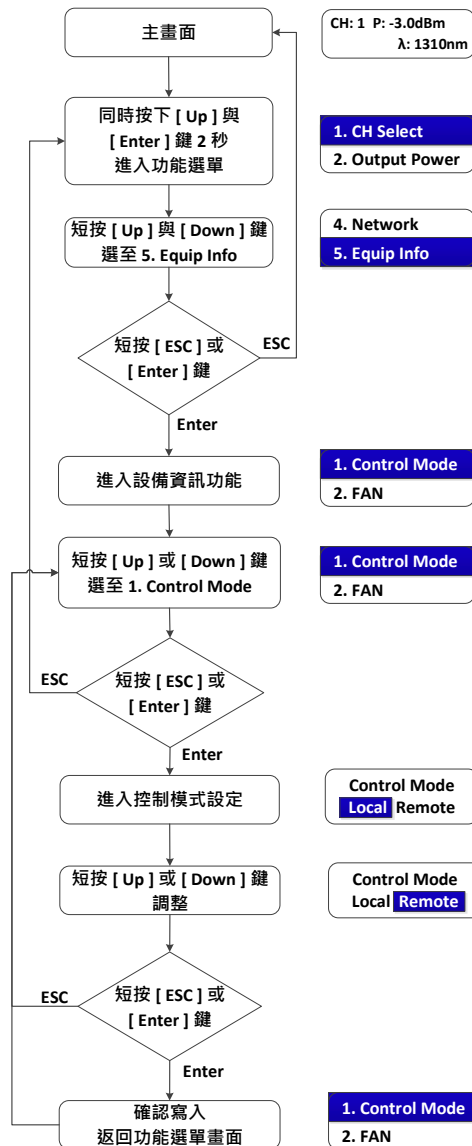 主畫面
CH: 1 P: -3.0dBm
λ: 1310nm
同時按下 [ Up ] 與
[ Enter ] 鍵 2 秒
進入功能選單
1. CH Select
2. Output Power
短按 [ Up ] 與 [ Down ] 鍵
選至 5. Equip Info
4. Network
5. Equip Info
短按 [ ESC ] 或
[ Enter ] 鍵
ESC
Enter
進入設備資訊功能
1. Control Mode
2. FAN
短按 [ Up ] 或 [ Down ] 鍵
選至 1. Control Mode
1. Control Mode
2. FAN
ESC
短按 [ ESC ] 或
[ Enter ] 鍵
Enter
進入控制模式設定
Control Mode
Local Remote
短按 [ Up ] 或 [ Down ] 鍵
調整
Control Mode
Local Remote
ESC
短按 [ ESC ] 或
[ Enter ] 鍵
Enter
確認寫入
返回功能選單畫面
1. Control Mode
2. FAN